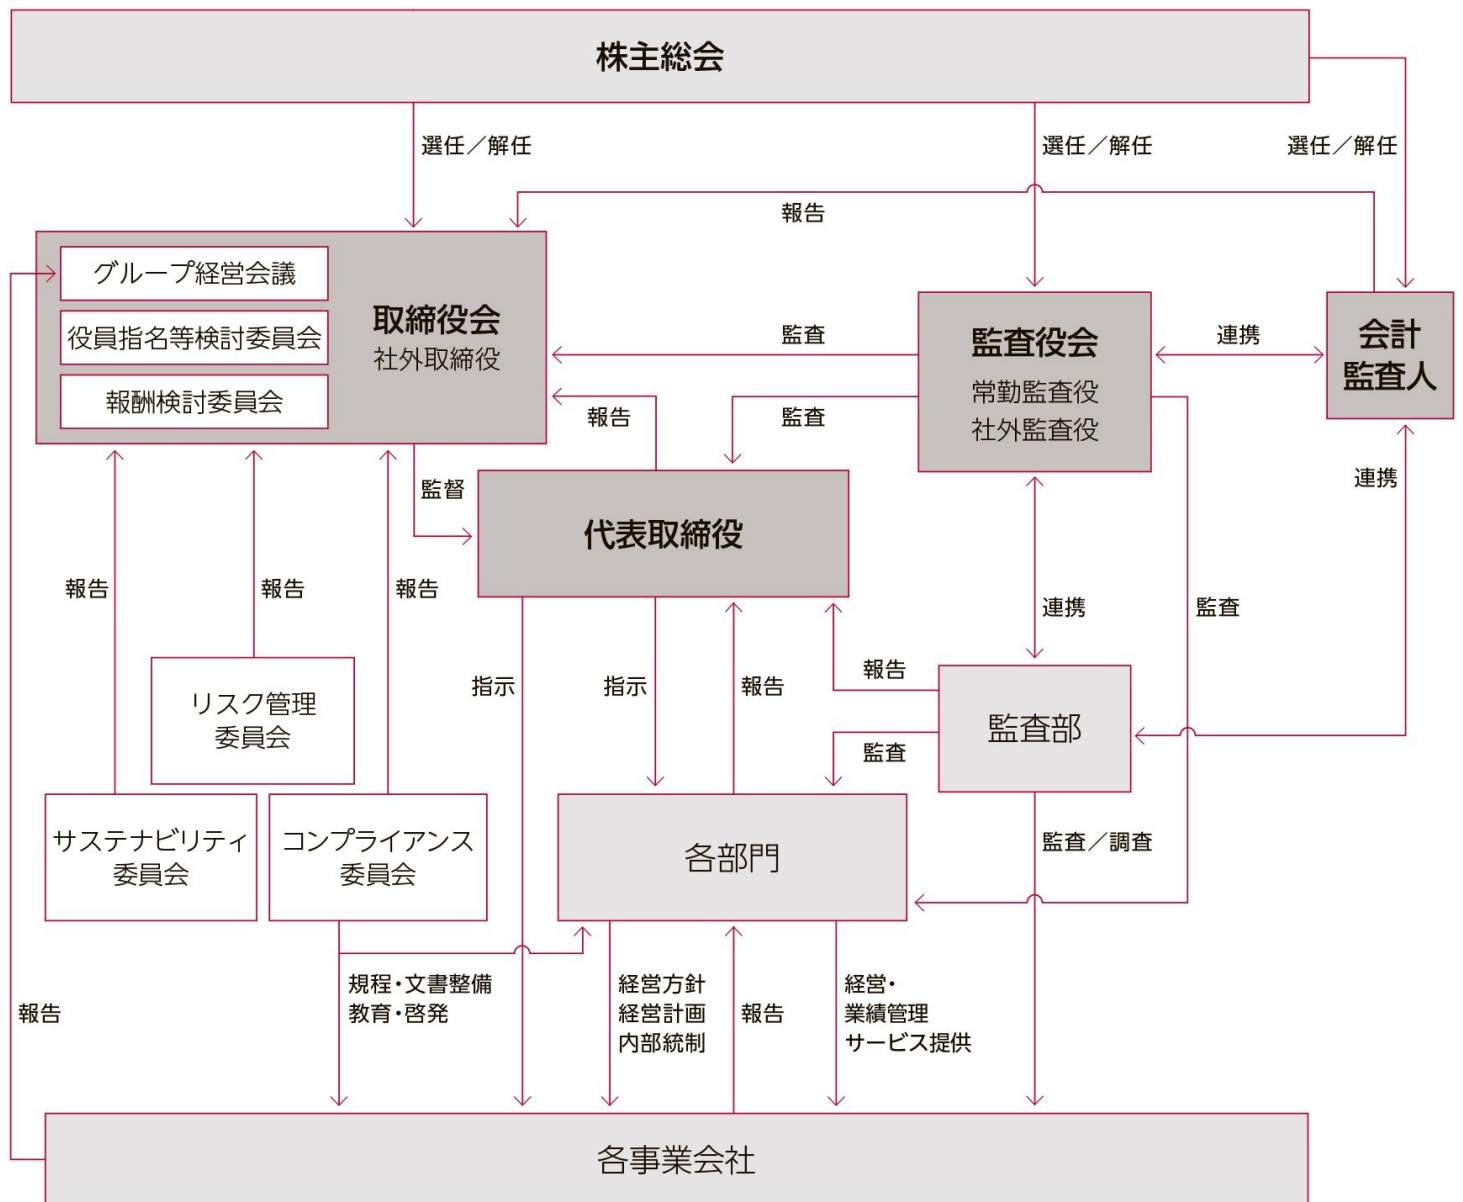 株主総会
選任／解任
選任／解任
選任／解任
報告
グループ経営会議
役員指名等検討委員会
報酬検討委員会
取締役会
社外取締役
監査
報告
監査
監査役会
常勤監査役
社外監査役
連携
会計
監査人
監督
代表取締役
連携
報告
報告
報告
連携
監査
リスク管理
委員会
指示
指示
報告
報告
監査
監査部
サステナビリティ
委員会
コンプライアンス
委員会
各部門
監査／調査
報告
規程・文書整備
教育・啓発
経営方針
経営計画
内部統制
報告
経営・
業績管理
サービス提供
各事業会社